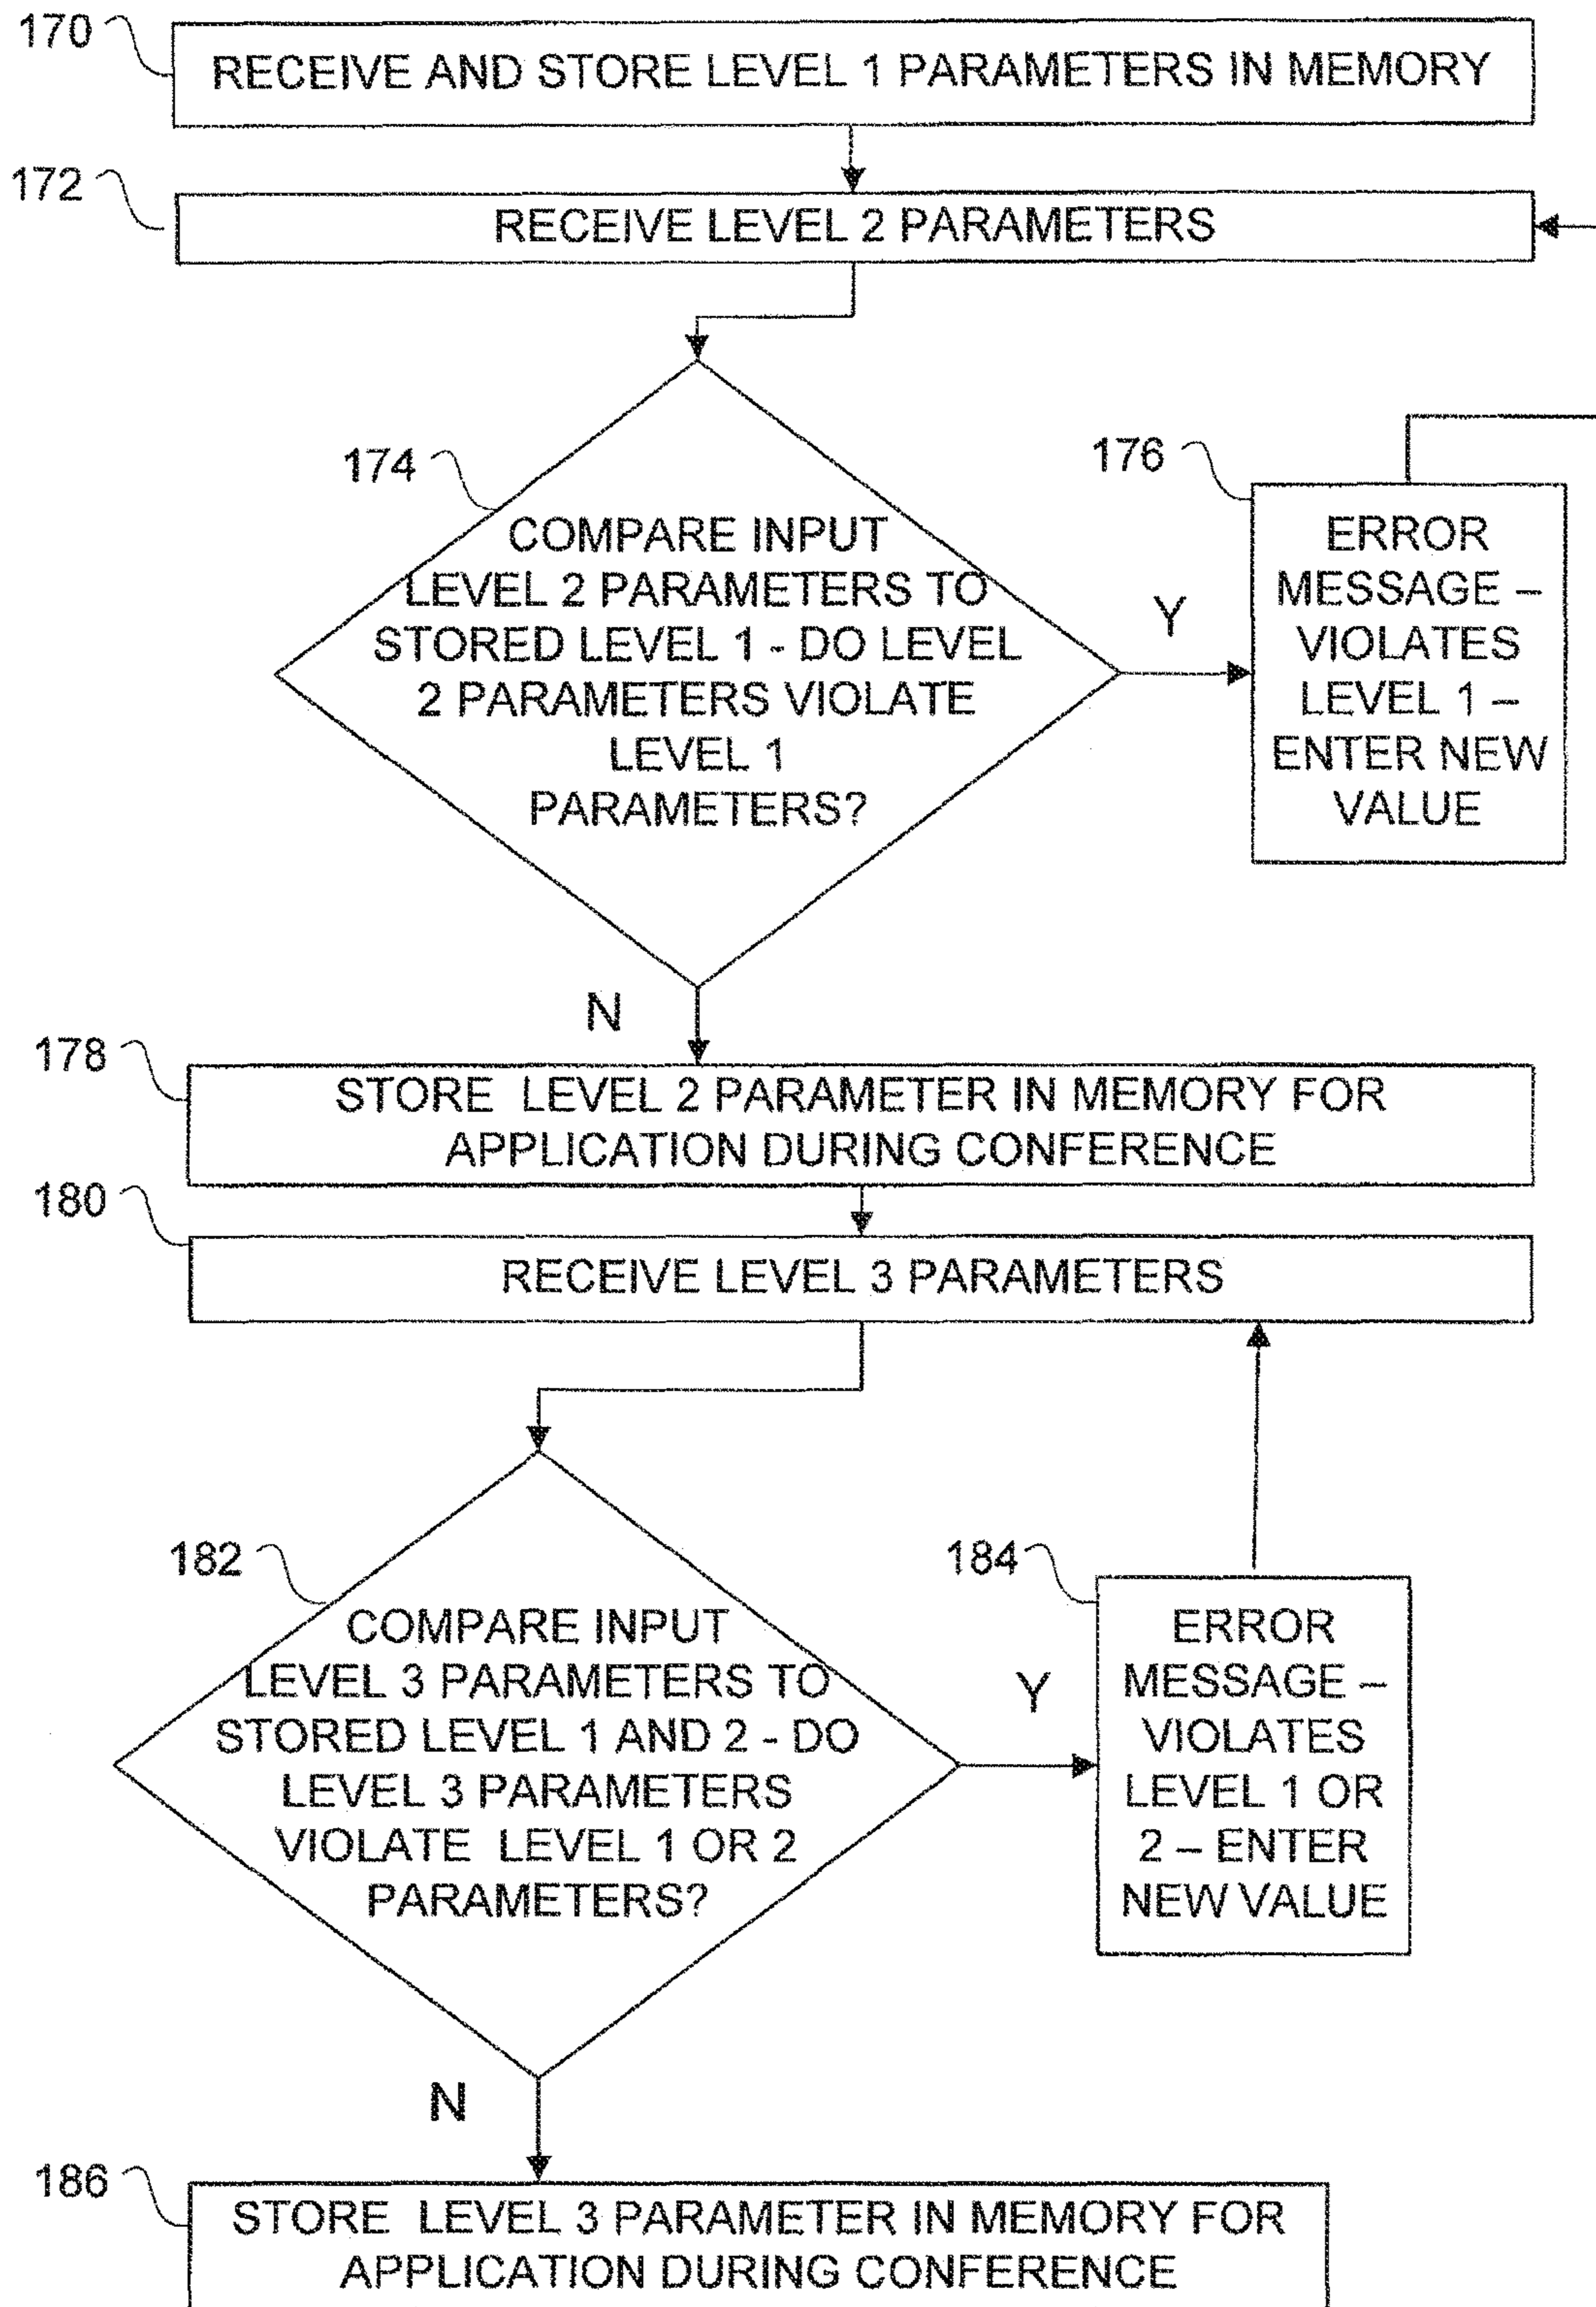 170
RECEIVE AND STORE LEVEL 1 PARAMETERS IN MEMORY
172
RECEIVE LEVEL 2 PARAMETERS
174
COMPARE INPUT
LEVEL 2 PARAMETERS TO
STORED LEVEL 1 - DO LEVEL
2 PARAMETERS VIOLATE
LEVEL 1
PARAMETERS?
Y
176
ERROR
MESSAGE –
VIOLATES
LEVEL 1 –
ENTER NEW
VALUE
N
178
STORE LEVEL 2 PARAMETER IN MEMORY FOR
APPLICATION DURING CONFERENCE
180
RECEIVE LEVEL 3 PARAMETERS
182
COMPARE INPUT
LEVEL 3 PARAMETERS TO
STORED LEVEL 1 AND 2 - DO
LEVEL 3 PARAMETERS
VIOLATE LEVEL 1 OR 2
PARAMETERS?
Y
184
ERROR
MESSAGE –
VIOLATES
LEVEL 1 OR
2 – ENTER
NEW VALUE
N
186
STORE LEVEL 3 PARAMETER IN MEMORY FOR
APPLICATION DURING CONFERENCE